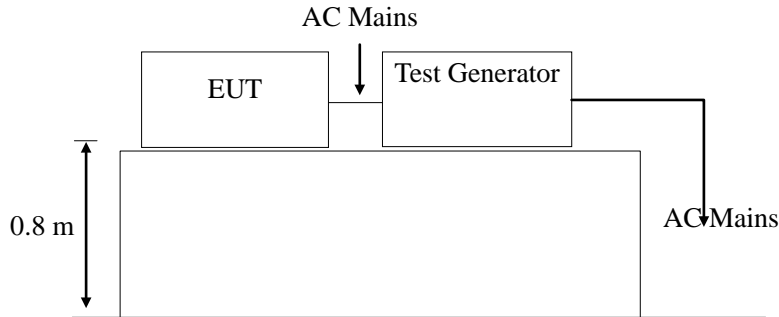 AC Mains
EUT
Test Generator
0.8 m
AC Mains